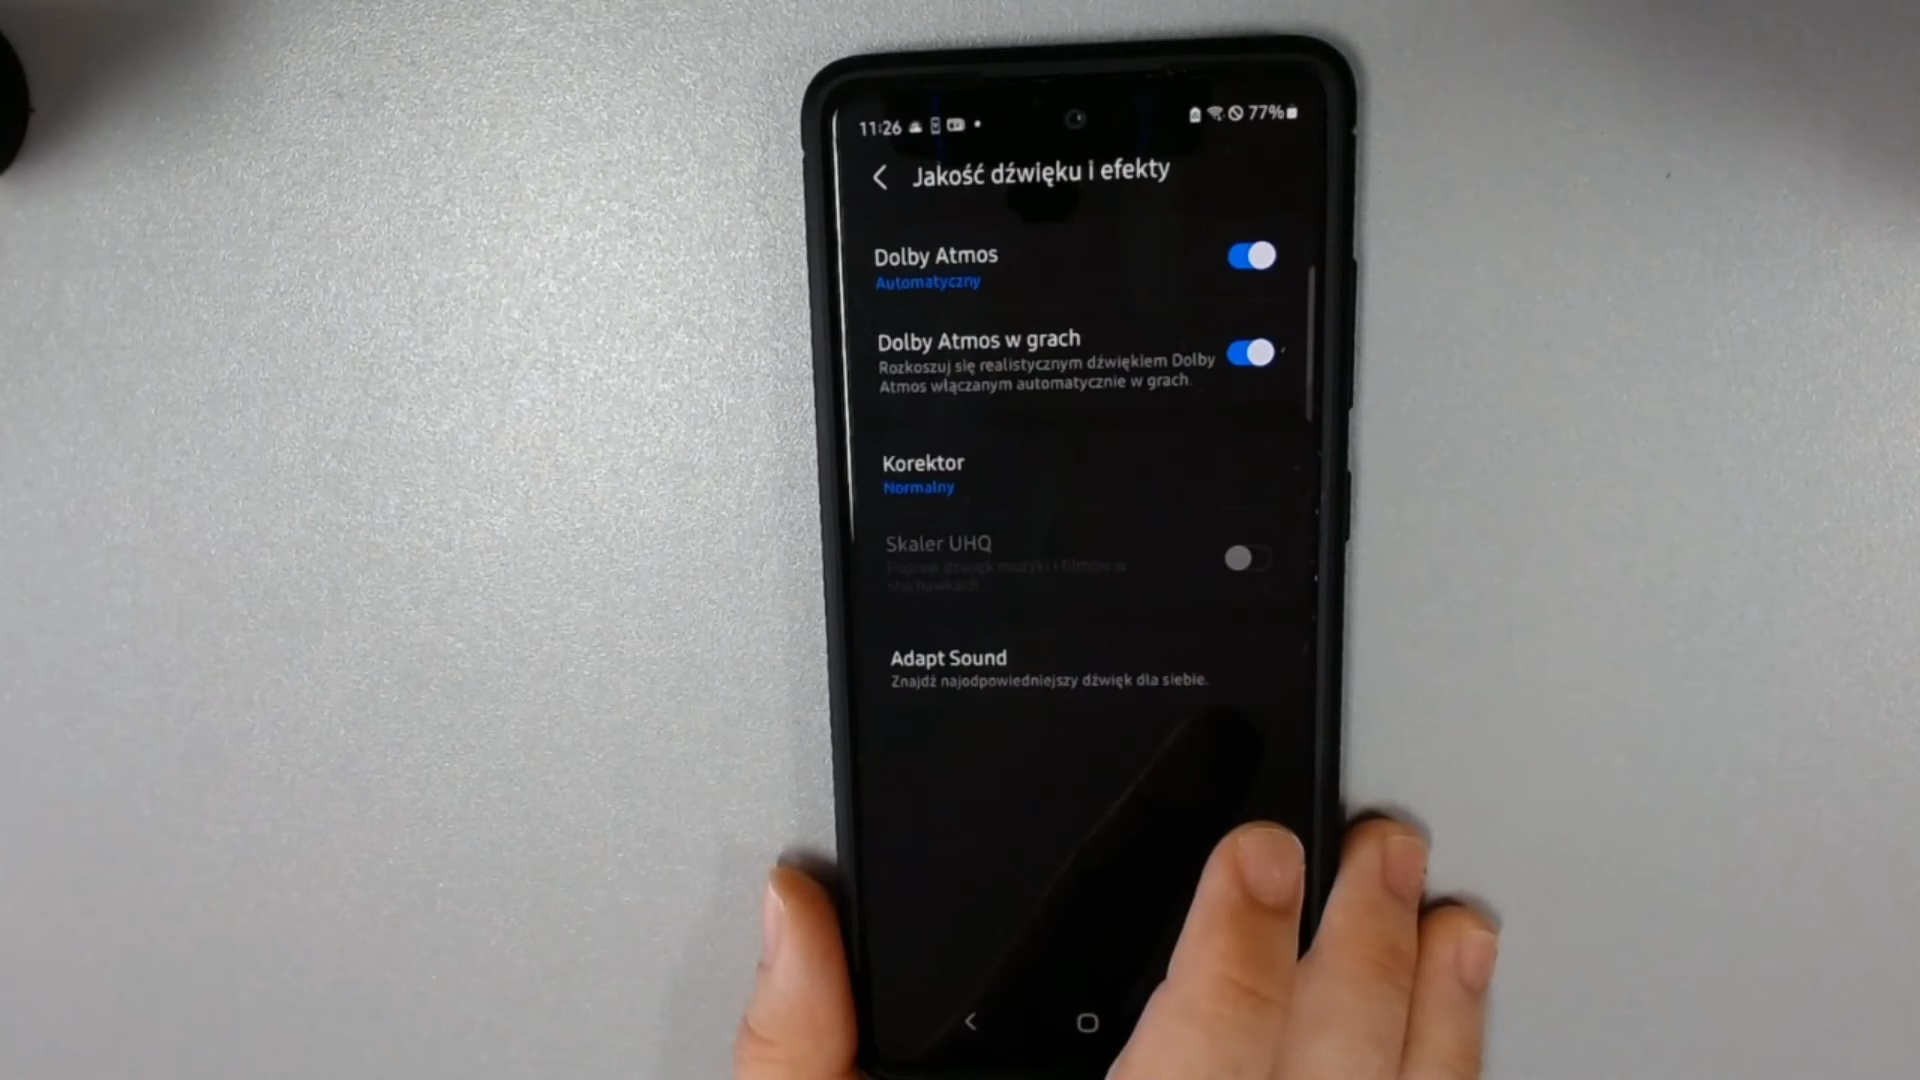 11:26
77%
Jakość dźwięku i efekty
Dolby Atmos
Automatyczny
Dolby Atmos w grach
Rozkoszuj się realistycznym dźwiękiem Dolby
Atmos włączanym automatycznie w grach.
Korektor
Normalny
Skaler UHQ
Popraw dźwięk muzyki i filmów w
słuchawkach.
Adapt Sound
Znajdź najodpowiedniejszy dźwięk dla siebie.